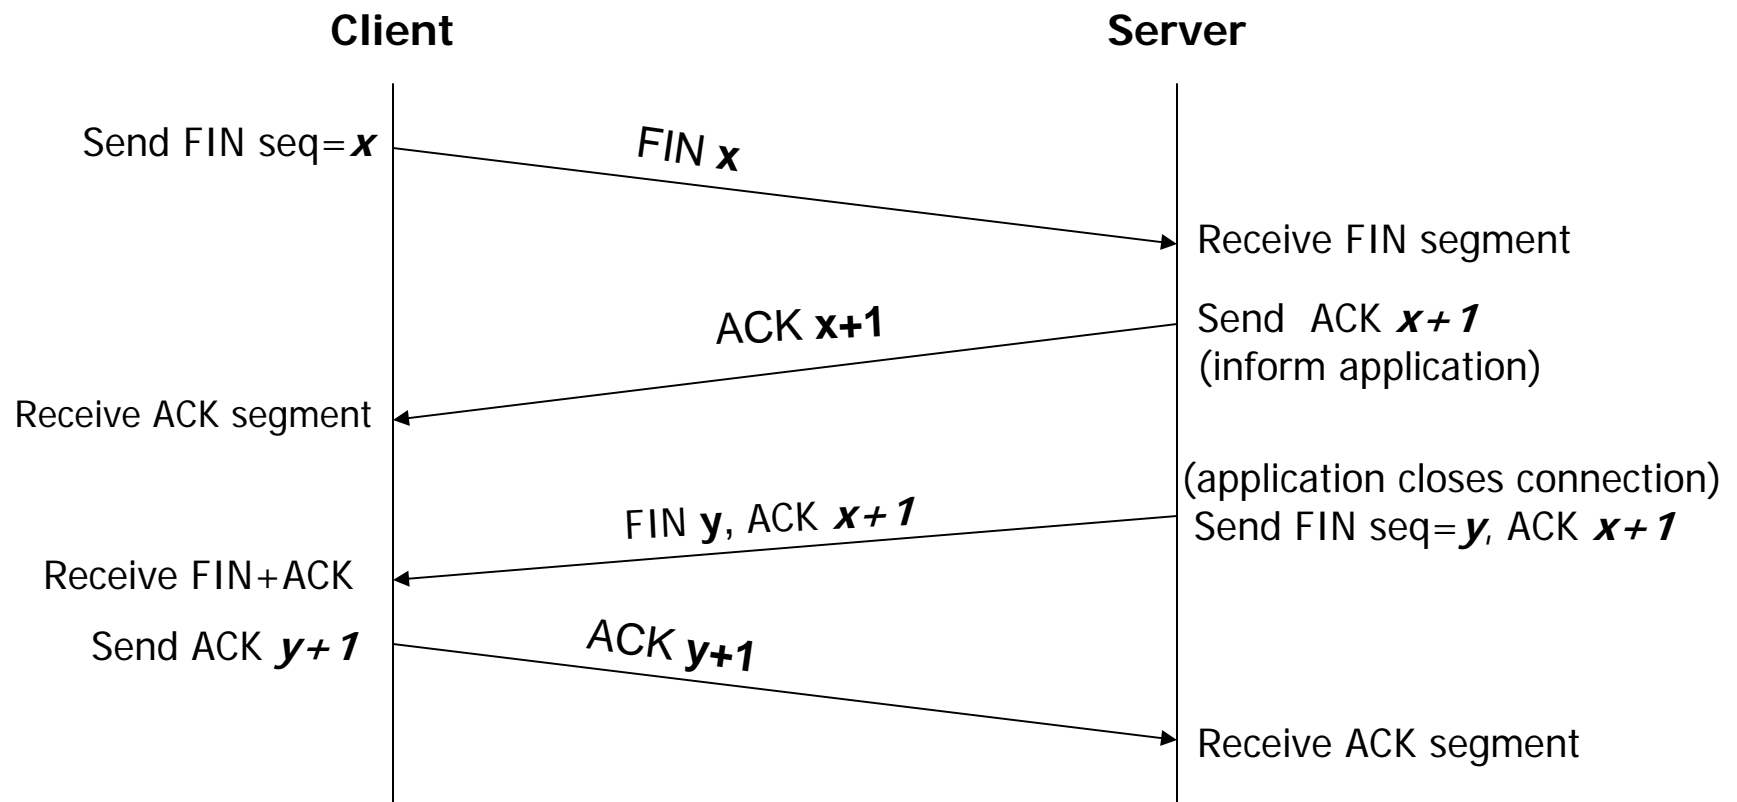 Client
Server
Send FIN seq=x
FIN x
Receive FIN segment
ACK x+1
Send ACK x+1
(inform application)
Receive ACK segment
(application closes connection)
FIN y, ACK x+1
Send FIN seq=y, ACK x+1
Receive FIN+ACK
Send ACK y+1
ACK y+1
Receive ACK segment